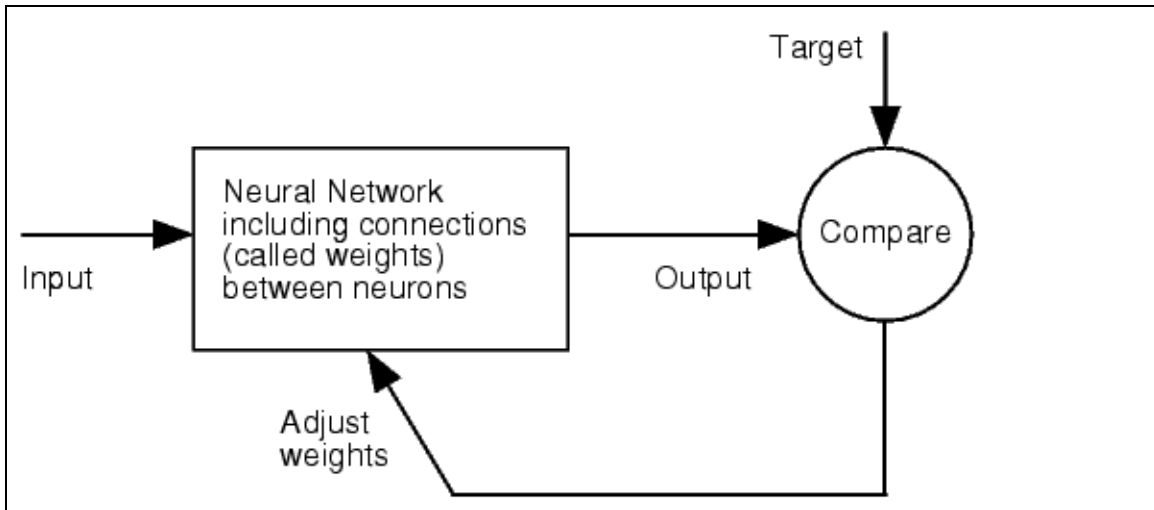 Target
Neural Network
including connections
(called weights)
between neurons
Compare
Input
Output
Adjust
weights